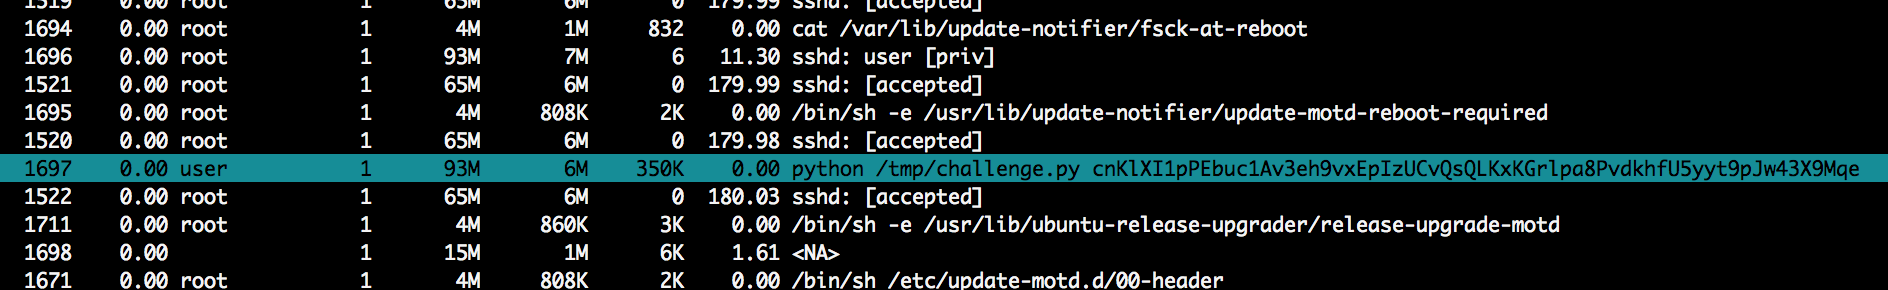 1519 0.00 root 1 65M 6M 0 179.99 sshd: [accepted]
1694 0.00 root 1 4M 1M 832 0.00 cat /var/lib/update-notifier/fsck-at-reboot
1696 0.00 root 1 93M 7M 6 11.30 sshd: user [priv]
1521 0.00 root 1 65M 6M 0 179.99 sshd: [accepted]
1695 0.00 root 1 4M 808K 2K 0.00 /bin/sh -e /usr/lib/update-notifier/update-motd-reboot-required
1520 0.00 root 1 65M 6M 0 179.98 sshd: [accepted]
1697 0.00 user 1 93M 6M 350K 0.00 python /tmp/challenge.py cnKlXI1pPEbuc1Av3eh9vxEpIzUCvQsQLKxKGrlpa8PvdkhfU5yyt9pJw43X9Mqe
1522 0.00 root 1 65M 6M 0 180.03 sshd: [accepted]
1711 0.00 root 1 4M 860K 3K 0.00 /bin/sh -e /usr/lib/ubuntu-release-upgrader/release-upgrade-motd
1698 0.00 1 15M 1M 6K 1.61 <NA>
1671 0.00 root 1 4M 808K 2K 0.00 /bin/sh /etc/update-motd.d/00-header